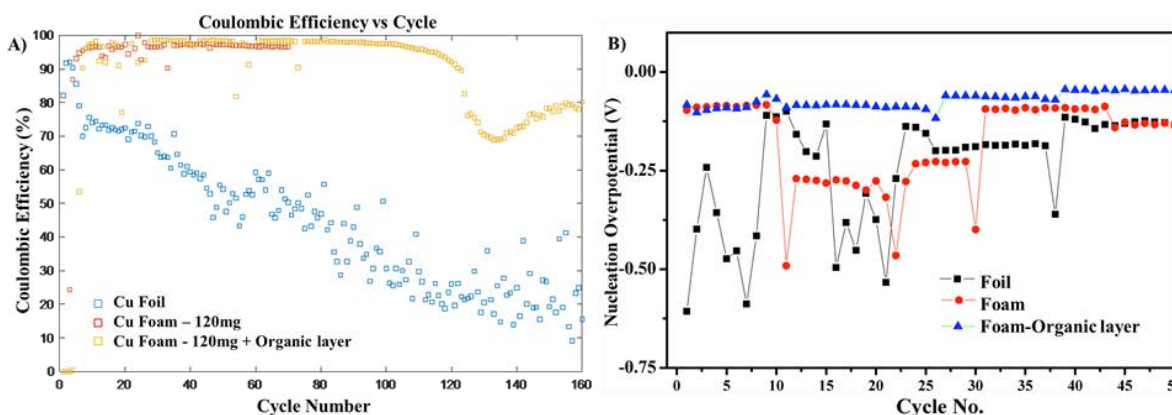 A)
Coulombic Efficiency vs Cycle
Coulombic Efficiency (%)
100
90
80
70
60
50
40
30
20
10
0
Cu Foil
Cu Foam – 120mg
Cu Foam - 120mg + Organic layer
0 20 40 60 80 100 120 140 160
Cycle Number
B)
Nucleation Overpotential (V)
0.00
-0.25
-0.50
-0.75
Foil
Foam
Foam-Organic layer
0 5 10 15 20 25 30 35 40 45 5
Cycle No.